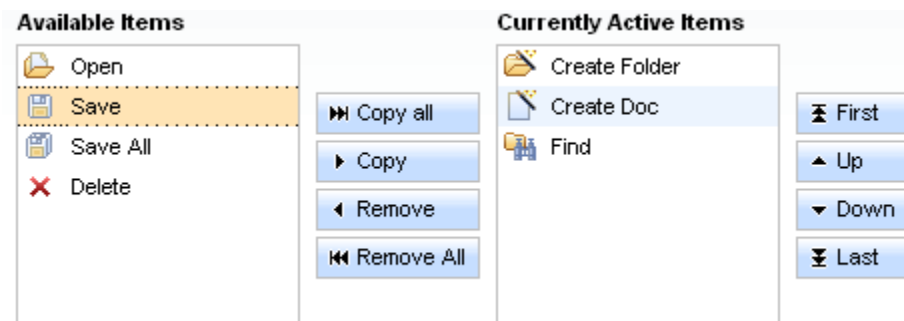 Available Items
Open
Save
Save All
Delete
Copy all
Copy
Remove
Remove All
Currently Active Items
Create Folder
Create Doc
Find
First
Up
Down
Last